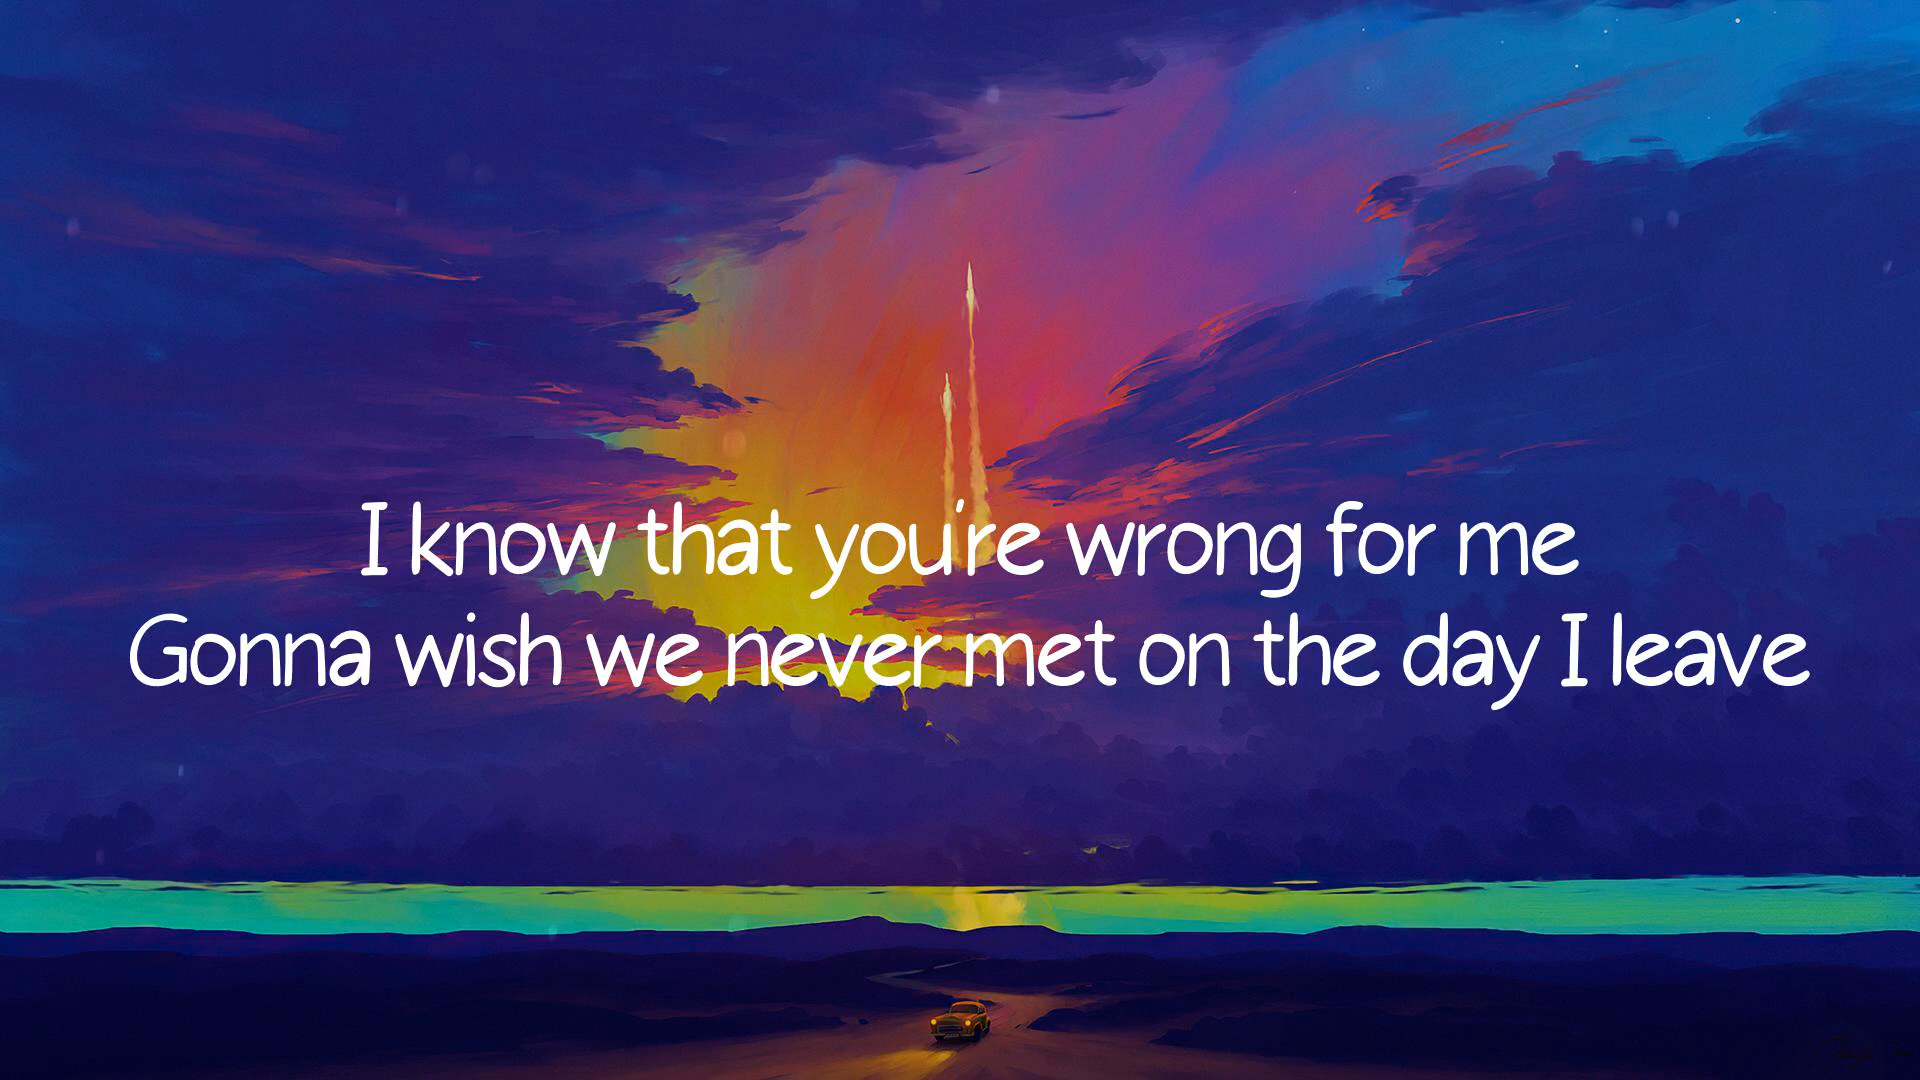 I know that you're wrong for me
Gonna wish we never met on the day I leave